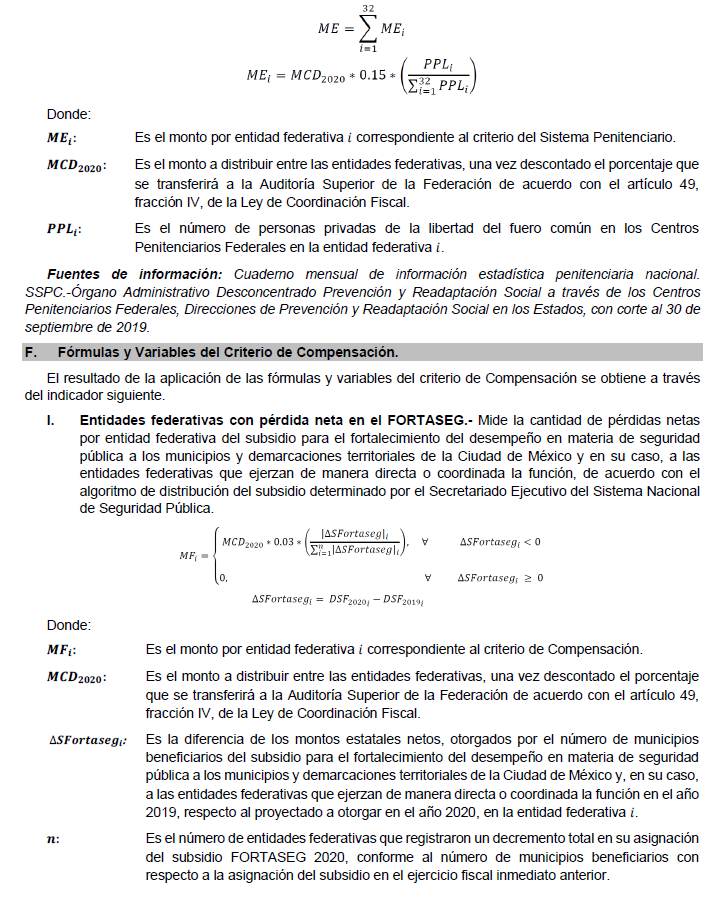 ME = \sum_{i=1}^{32} ME_i
ME_i = MCD_{2020} * 0.15 * \left( \frac{PPL_i}{\sum_{i=1}^{32} PPL_i} \right)
Donde:
ME_i: Es el monto por entidad federativa i correspondiente al criterio del Sistema Penitenciario.
MCD_{2020}: Es el monto a distribuir entre las entidades federativas, una vez descontado el porcentaje que
se transferirá a la Auditoría Superior de la Federación de acuerdo con el artículo 49,
fracción IV, de la Ley de Coordinación Fiscal.
PPL_i: Es el número de personas privadas de la libertad del fuero común en los Centros
Penitenciarios Federales en la entidad federativa i.
Fuentes de información: Cuaderno mensual de información estadística penitenciaria nacional.
SSPC.-Órgano Administrativo Desconcentrado Prevención y Readaptación Social a través de los Centros
Penitenciarios Federales, Direcciones de Prevención y Readaptación Social en los Estados, con corte al 30 de
septiembre de 2019.
F. Fórmulas y Variables del Criterio de Compensación.
El resultado de la aplicación de las fórmulas y variables del criterio de Compensación se obtiene a través
del indicador siguiente.
I. Entidades federativas con pérdida neta en el FORTASEG.- Mide la cantidad de pérdidas netas
por entidad federativa del subsidio para el fortalecimiento del desempeño en materia de seguridad
pública a los municipios y demarcaciones territoriales de la Ciudad de México y en su caso, a las
entidades federativas que ejerzan de manera directa o coordinada la función, de acuerdo con el
algoritmo de distribución del subsidio determinado por el Secretariado Ejecutivo del Sistema Nacional
de Seguridad Pública.
MF_i = \begin{cases} MCD_{2020} * 0.03 * \left( \frac{|\Delta SFortaseg|_i}{\sum_{i=1}^{n} |\Delta SFortaseg|_i} \right), & \forall \quad \Delta SFortaseg_i < 0 \\ 0, & \forall \quad \Delta SFortaseg_i \geq 0 \end{cases}
\Delta SFortaseg_i = DSF_{2020_i} - DSF_{2019_i}
Donde:
MF_i: Es el monto por entidad federativa i correspondiente al criterio de Compensación.
MCD_{2020}: Es el monto a distribuir entre las entidades federativas, una vez descontado el porcentaje
que se transferirá a la Auditoría Superior de la Federación de acuerdo con el artículo 49,
fracción IV, de la Ley de Coordinación Fiscal.
\Delta SFortaseg_i: Es la diferencia de los montos estatales netos, otorgados por el número de municipios
beneficiarios del subsidio para el fortalecimiento del desempeño en materia de seguridad
pública a los municipios y demarcaciones territoriales de la Ciudad de México y, en su caso,
a las entidades federativas que ejerzan de manera directa o coordinada la función en el año
2019, respecto al proyectado a otorgar en el año 2020, en la entidad federativa i.
n: Es el número de entidades federativas que registraron un decremento total en su asignación
del subsidio FORTASEG 2020, conforme al número de municipios beneficiarios con
respecto a la asignación del subsidio en el ejercicio fiscal inmediato anterior.